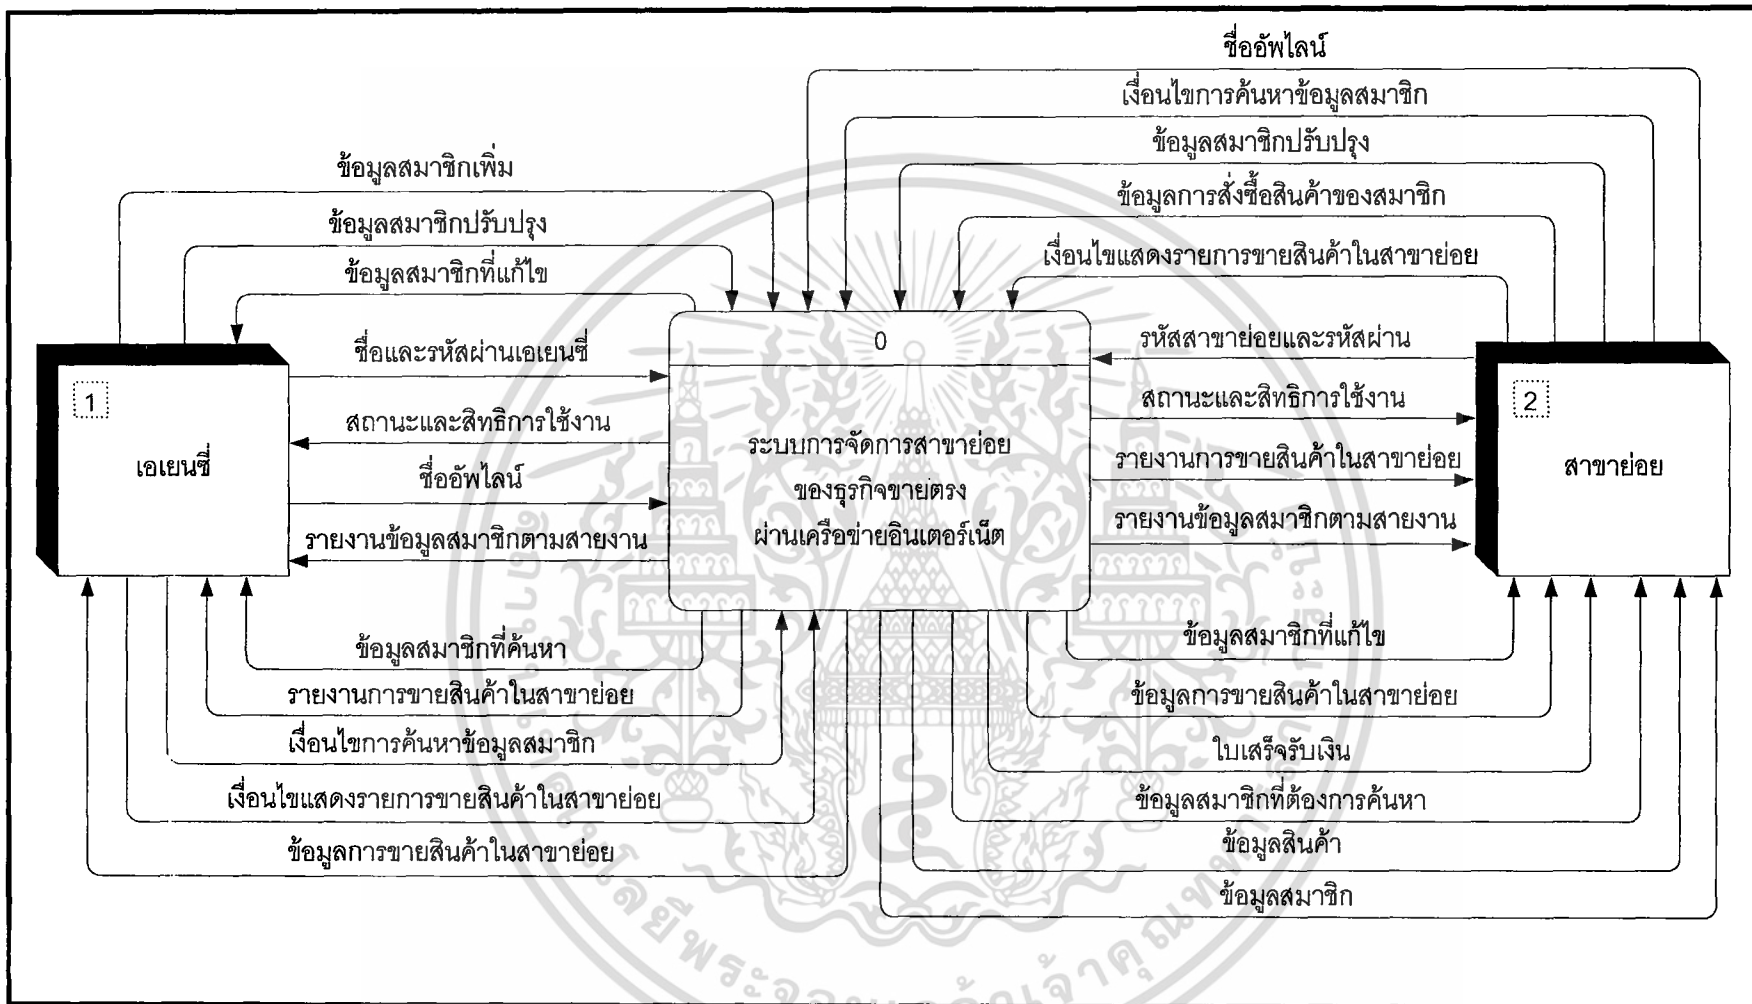 ชื่ออัพไลน์
เงื่อนไขการค้นหาข้อมูลสมาชิก
ข้อมูลสมาชิกปรับปรุง
ข้อมูลการสั่งซื้อสินค้าของสมาชิก
เงื่อนไขแสดงรายการขายสินค้าในสาขาย่อย
ข้อมูลสมาชิกเพิ่ม
ข้อมูลสมาชิกปรับปรุง
ข้อมูลสมาชิกที่แก้ไข
ชื่อและรหัสผ่านเอเยนซี่
สถานะและสิทธิการใช้งาน
ชื่ออัพไลน์
รายงานข้อมูลสมาชิกตามสายงาน
1
เอเยนซี่
0
ระบบการจัดการสาขาย่อย
ของธุรกิจขายตรง
ผ่านเครือข่ายอินเตอร์เน็ต
รหัสสาขาย่อยและรหัสผ่าน
สถานะและสิทธิการใช้งาน
รายงานการขายสินค้าในสาขาย่อย
รายงานข้อมูลสมาชิกตามสายงาน
2
สาขาย่อย
ข้อมูลสมาชิกที่ค้นหา
รายงานการขายสินค้าในสาขาย่อย
เงื่อนไขการค้นหาข้อมูลสมาชิก
เงื่อนไขแสดงรายการขายสินค้าในสาขาย่อย
ข้อมูลการขายสินค้าในสาขาย่อย
ข้อมูลสมาชิกที่แก้ไข
ข้อมูลการขายสินค้าในสาขาย่อย
ใบเสร็จรับเงิน
ข้อมูลสมาชิกที่ต้องการค้นหา
ข้อมูลสินค้า
ข้อมูลสมาชิก